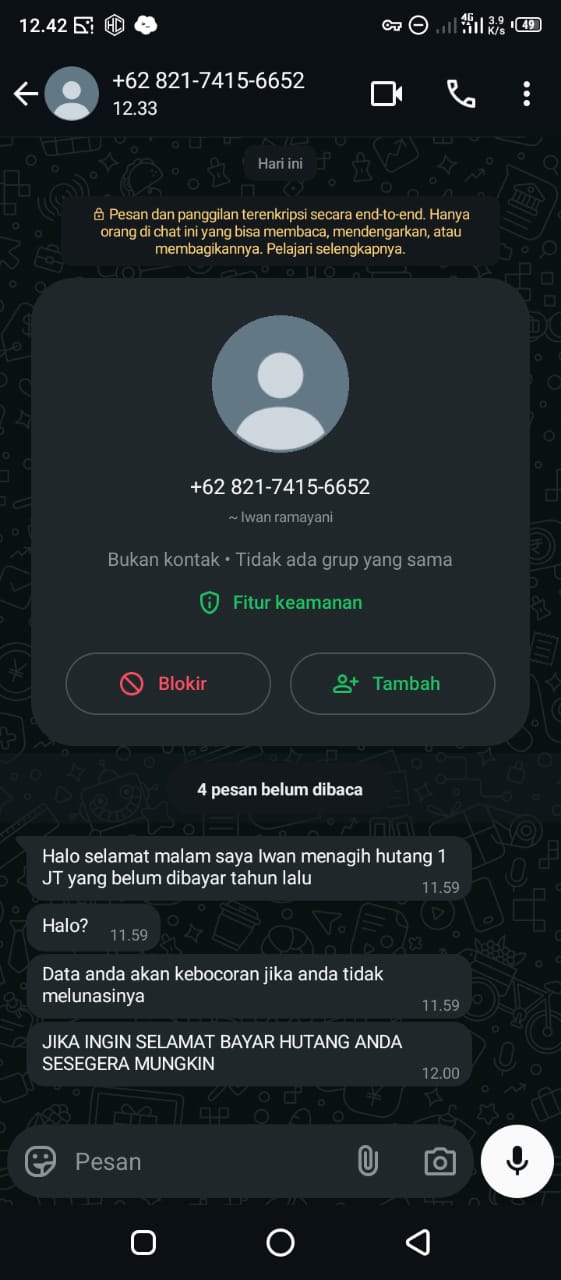 12.42
4G
3.9
K/s
49
+62 821-7415-6652
12.33
Hari ini
Pesan dan panggilan terenkripsi secara end-to-end. Hanya
orang di chat ini yang bisa membaca, mendengarkan, atau
membagikannya. Pelajari selengkapnya.
+62 821-7415-6652
~ Iwan ramayani
Bukan kontak • Tidak ada grup yang sama
Fitur keamanan
Blokir
Tambah
4 pesan belum dibaca
Halo selamat malam saya Iwan menagih hutang 1
JT yang belum dibayar tahun lalu
11.59
Halo?
11.59
Data anda akan kebocoran jika anda tidak
melunasinya
11.59
JIKA INGIN SELAMAT BAYAR HUTANG ANDA
SESEGERA MUNGKIN
12.00
Pesan